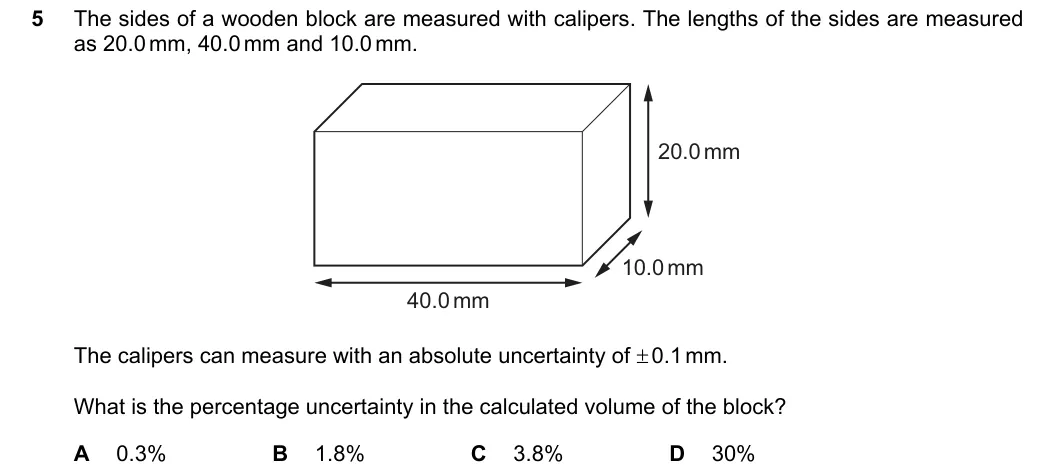 5 The sides of a wooden block are measured with calipers. The lengths of the sides are measured
as 20.0 mm, 40.0 mm and 10.0 mm.
20.0 mm
10.0 mm
40.0 mm
The calipers can measure with an absolute uncertainty of ±0.1 mm.
What is the percentage uncertainty in the calculated volume of the block?
A 0.3% B 1.8% C 3.8% D 30%